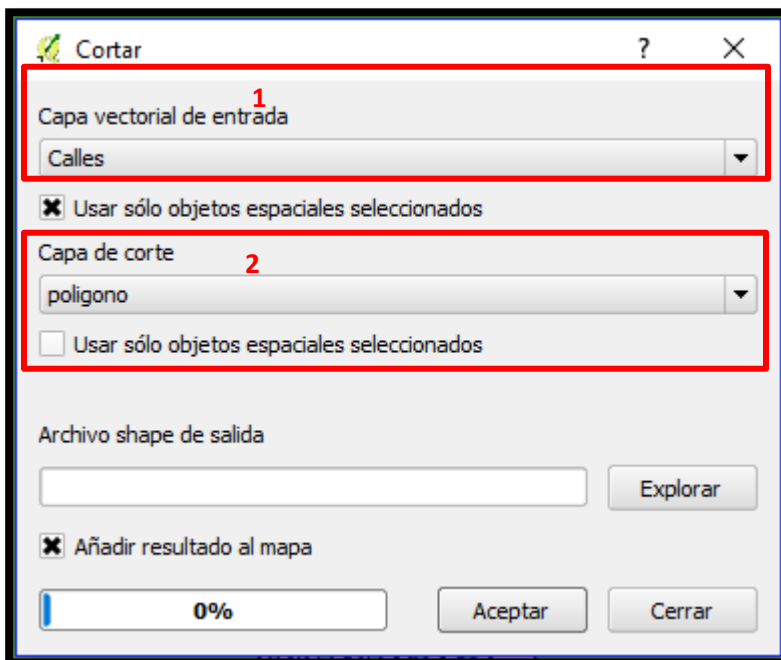 Cortar ?
1
Capa vectorial de entrada
Calles
Usar sólo objetos espaciales seleccionados
Capa de corte
2
poligono
Usar sólo objetos espaciales seleccionados
Archivo shape de salida
Explorar
Añadir resultado al mapa
0% Aceptar Cerrar